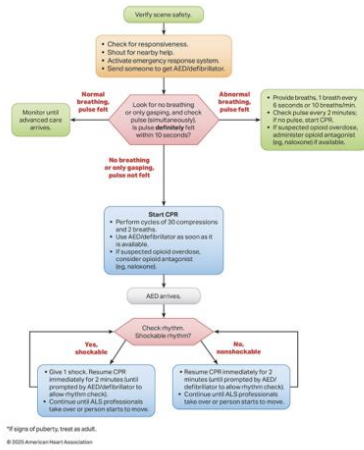 Verify scene safety.
• Check for responsiveness.
• Shout for nearby help.
• Activate emergency response system.
• Send someone to get AED/defibrillator.
Normal
breathing,
pulse felt
Abnormal
breathing,
pulse felt
Monitor until
advanced care
arrives.
Look for no breathing
or only gasping, and check
pulse (simultaneously).
Is pulse definitely felt
within 10 seconds?
• Provide breaths, 1 breath every
6 seconds or 10 breaths/min.
• Check pulse every 2 minutes;
if no pulse, start CPR.
• If suspected opioid overdose,
administer opioid antagonist
(eg, naloxone) if available.
No breathing
or only gasping,
pulse not felt
Start CPR
• Perform cycles of 30 compressions
and 2 breaths.
• Use AED/defibrillator as soon as it
is available.
• If suspected opioid overdose,
consider opioid antagonist
(eg, naloxone).
AED arrives.
Check rhythm.
Shockable rhythm?
Yes,
shockable
No,
nonshockable
• Give 1 shock. Resume CPR
immediately for 2 minutes (until
prompted by AED/defibrillator to
allow rhythm check).
• Continue until ALS professionals
take over or person starts to move.
• Resume CPR immediately for 2
minutes (until prompted by AED/
defibrillator to allow rhythm check).
• Continue until ALS professionals
take over or person starts to move.
*If signs of puberty, treat as adult.
© 2025 American Heart Association